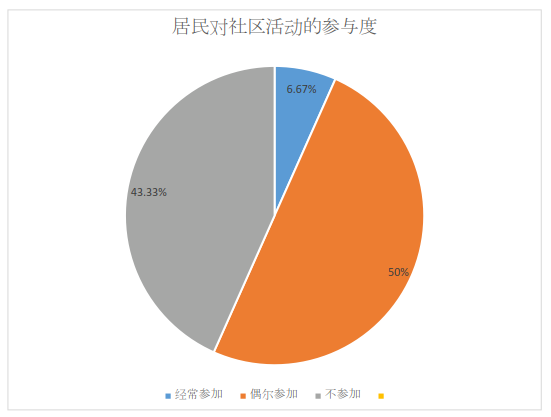 居民对社区活动的参与度
6.67%
43.33%
50%
经常参加 偶尔参加 不参加